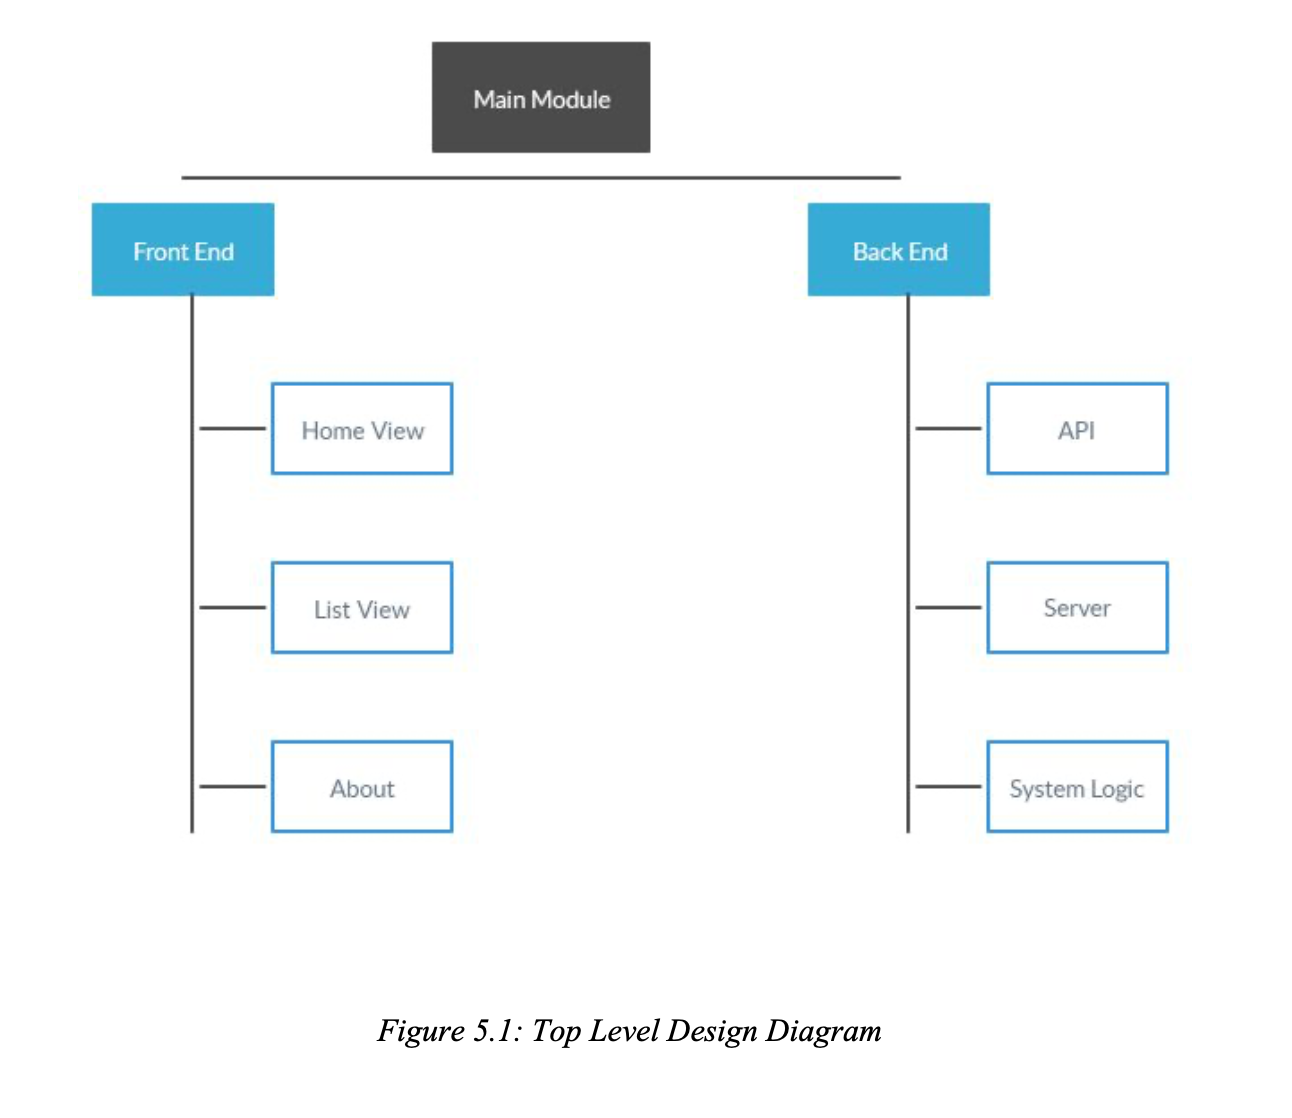 Main Module
Front End
Back End
Home View
API
List View
Server
About
System Logic
Figure 5.1: Top Level Design Diagram